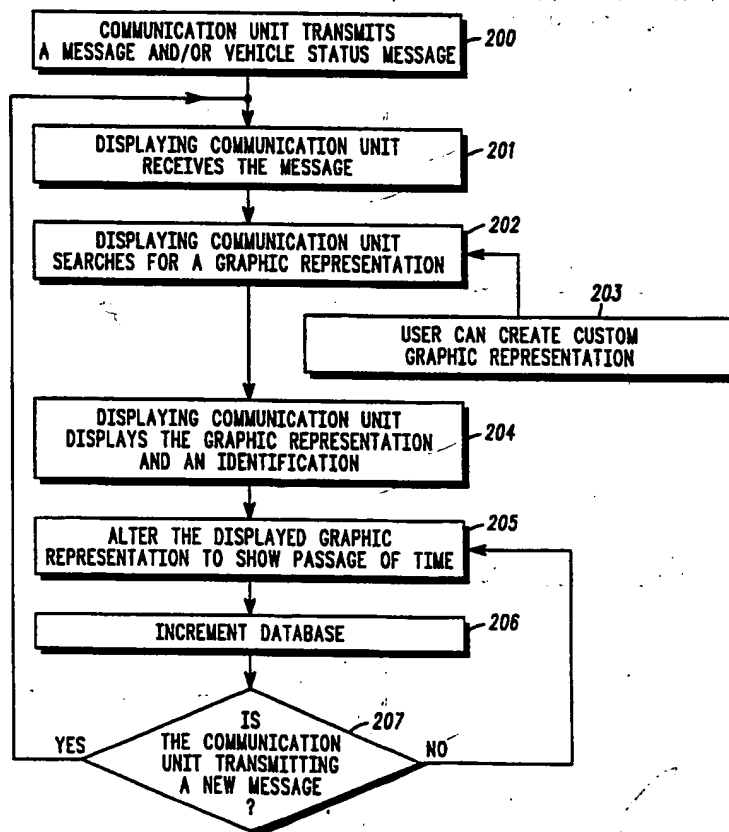 COMMUNICATION UNIT TRANSMITS
A MESSAGE AND/OR VEHICLE STATUS MESSAGE
200
DISPLAYING COMMUNICATION UNIT
RECEIVES THE MESSAGE
201
DISPLAYING COMMUNICATION UNIT
SEARCHES FOR A GRAPHIC REPRESENTATION
202
203
USER CAN CREATE CUSTOM
GRAPHIC REPRESENTATION
DISPLAYING COMMUNICATION UNIT
DISPLAYS THE GRAPHIC REPRESENTATION
AND AN IDENTIFICATION
204
ALTER THE DISPLAYED GRAPHIC
REPRESENTATION TO SHOW PASSAGE OF TIME
205
INCREMENT DATABASE
206
207
IS
THE COMMUNICATION
UNIT TRANSMITTING
A NEW MESSAGE
?
YES
NO